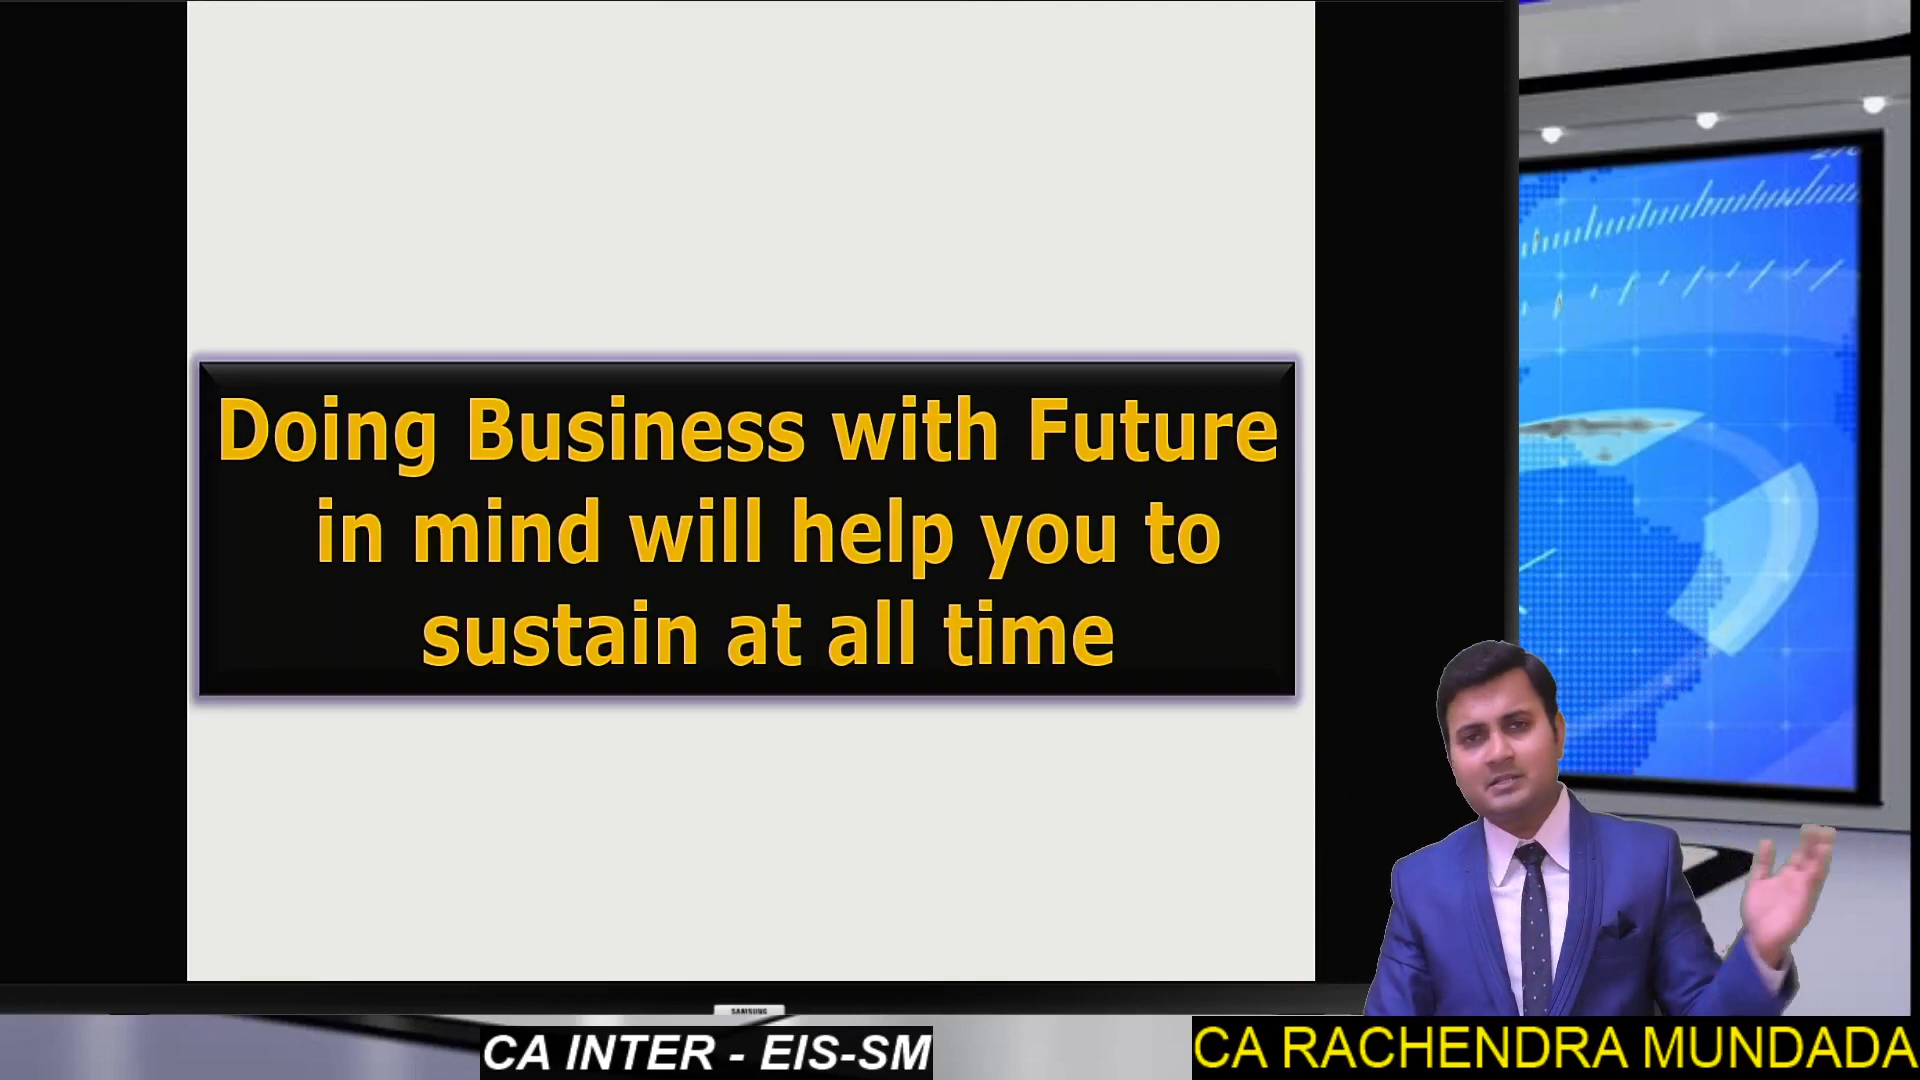 Doing Business with Future
in mind will help you to
sustain at all time
SAMSUNG
CA INTER - EIS-SM
CA RACHENDRA MUNDADA